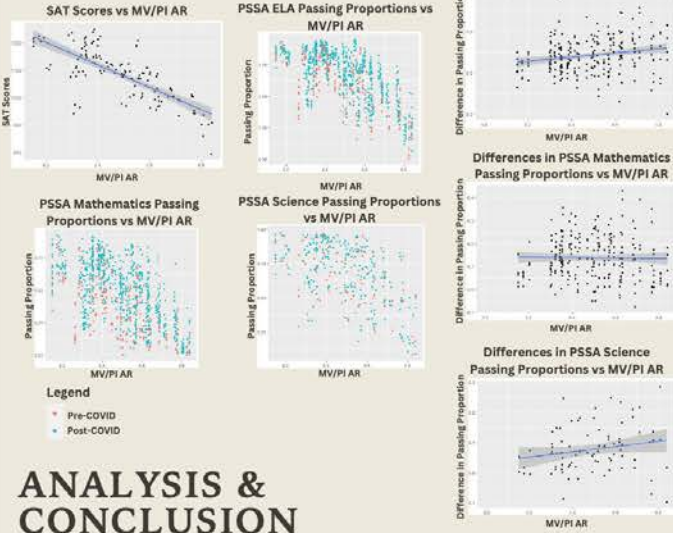 SAT Scores vs MV/PI AR
SAT Scores
MV/PI AR
PSSA ELA Passing Proportions vs
MV/PI AR
Passing Proportion
MV/PI AR
Difference in Passing Proportion
MV/PI AR
PSSA Mathematics Passing
Proportions vs MV/PI AR
Passing Proportion
MV/PI AR
PSSA Science Passing Proportions
vs MV/PI AR
Passing Proportion
MV/PI AR
Differences in PSSA Mathematics
Passing Proportions vs MV/PI AR
Difference in Passing Proportion
MV/PI AR
Legend
Pre-COVID
Post-COVID
Differences in PSSA Science
Passing Proportions vs MV/PI AR
Difference in Passing Proportion
MV/PI AR
ANALYSIS &
CONCLUSION